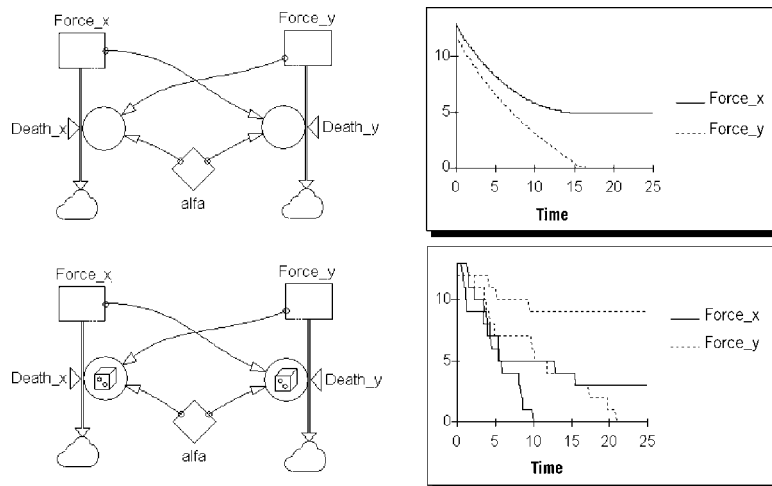 Force_x
Force_y
Death_x
Death_y
alfa
10
5
0
0 5 10 15 20 25
Time
Force_x
Force_y
Force_x
Force_y
Death_x
Death_y
alfa
10
5
0
0 5 10 15 20 25
Time
Force_x
Force_y